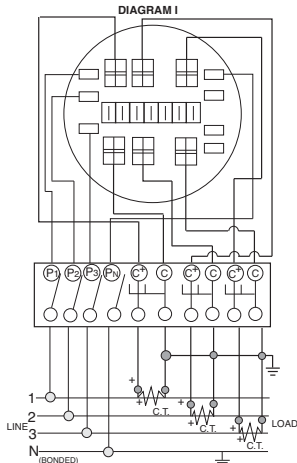 DIAGRAM I
P1 P2 P3 PN C+ C C+ C C+ C
1
+ + C.T.
2
LINE + + C.T. LOAD
3
+ + C.T.
N
(BONDED)